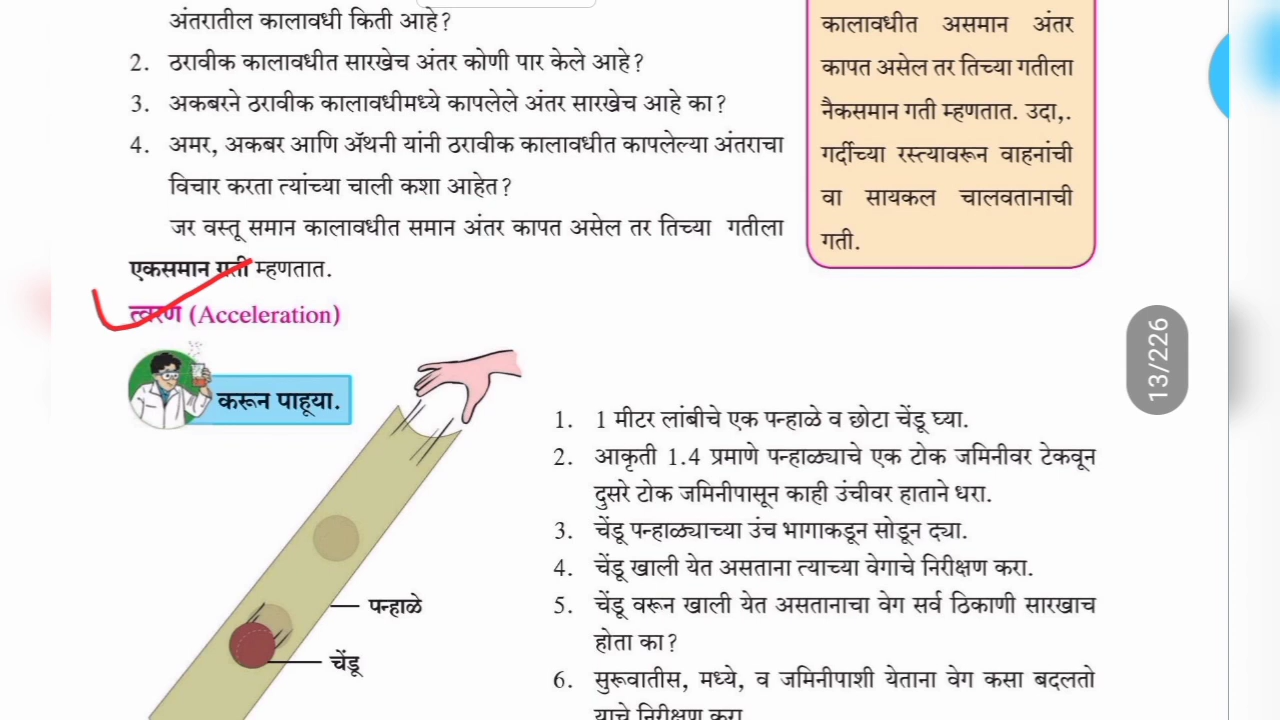 अंतरातील कालावधी किती आहे?
2. ठरावीक कालावधीत सारखेच अंतर कोणी पार केले आहे?
3. अकबरने ठरावीक कालावधीमध्ये कापलेले अंतर सारखेच आहे का?
4. अमर, अकबर आणि ॲथनी यांनी ठरावीक कालावधीत कापलेल्या अंतराचा
विचार करता त्यांच्या चाली कशा आहेत?
जर वस्तू समान कालावधीत समान अंतर कापत असेल तर तिच्या गतीला
एकसमान गती म्हणतात.
कालावधीत असमान अंतर
कापत असेल तर तिच्या गतीला
नैकसमान गती म्हणतात. उदा,.
गर्दीच्या रस्त्यावरून वाहनांची
वा सायकल चालवतानाची
गती.
त्वरण (Acceleration)
करून पाहूया.
पन्हाळे
चेंडू
1. 1 मीटर लांबीचे एक पन्हाळे व छोटा चेंडू घ्या.
2. आकृती 1.4 प्रमाणे पन्हाळ्याचे एक टोक जमिनीवर टेकवून
दुसरे टोक जमिनीपासून काही उंचीवर हाताने धरा.
3. चेंडू पन्हाळ्याच्या उंच भागाकडून सोडून द्या.
4. चेंडू खाली येत असताना त्याच्या वेगाचे निरीक्षण करा.
5. चेंडू वरून खाली येत असतानाचा वेग सर्व ठिकाणी सारखाच
होता का?
6. सुरूवातीस, मध्ये, व जमिनीपाशी येताना वेग कसा बदलतो
याचे निरीक्षण करा
13/226